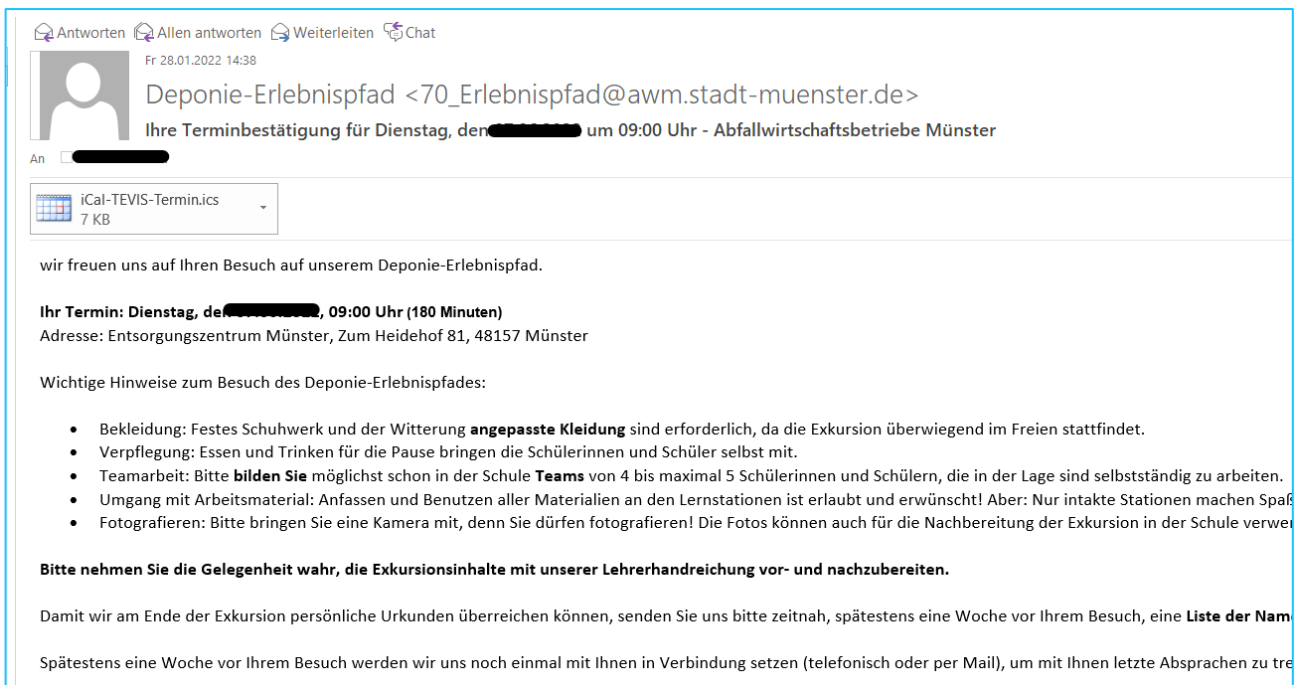 Antworten Allen antworten Weiterleiten Chat
Fr 28.01.2022 14:38
Deponie-Erlebnispfad <70_Erlebnispfad@awm.stadt-muenster.de>
Ihre Terminbestätigung für Dienstag, den um 09:00 Uhr - Abfallwirtschaftsbetriebe Münster
An
iCal-TEVIS-Termin.ics
7 KB
wir freuen uns auf Ihren Besuch auf unserem Deponie-Erlebnispfad.
Ihr Termin: Dienstag, den , 09:00 Uhr (180 Minuten)
Adresse: Entsorgungszentrum Münster, Zum Heidehof 81, 48157 Münster
Wichtige Hinweise zum Besuch des Deponie-Erlebnispfades:
• Bekleidung: Festes Schuhwerk und der Witterung angepasste Kleidung sind erforderlich, da die Exkursion überwiegend im Freien stattfindet.
• Verpflegung: Essen und Trinken für die Pause bringen die Schülerinnen und Schüler selbst mit.
• Teamarbeit: Bitte bilden Sie möglichst schon in der Schule Teams von 4 bis maximal 5 Schülerinnen und Schülern, die in der Lage sind selbstständig zu arbeiten.
• Umgang mit Arbeitsmaterial: Anfassen und Benutzen aller Materialien an den Lernstationen ist erlaubt und erwünscht! Aber: Nur intakte Stationen machen Spaß
• Fotografieren: Bitte bringen Sie eine Kamera mit, denn Sie dürfen fotografieren! Die Fotos können auch für die Nachbereitung der Exkursion in der Schule verwe
Bitte nehmen Sie die Gelegenheit wahr, die Exkursionsinhalte mit unserer Lehrerhandreichung vor- und nachzubereiten.
Damit wir am Ende der Exkursion persönliche Urkunden überreichen können, senden Sie uns bitte zeitnah, spätestens eine Woche vor Ihrem Besuch, eine Liste der Nam
Spätestens eine Woche vor Ihrem Besuch werden wir uns noch einmal mit Ihnen in Verbindung setzen (telefonisch oder per Mail), um mit Ihnen letzte Absprachen zu tre